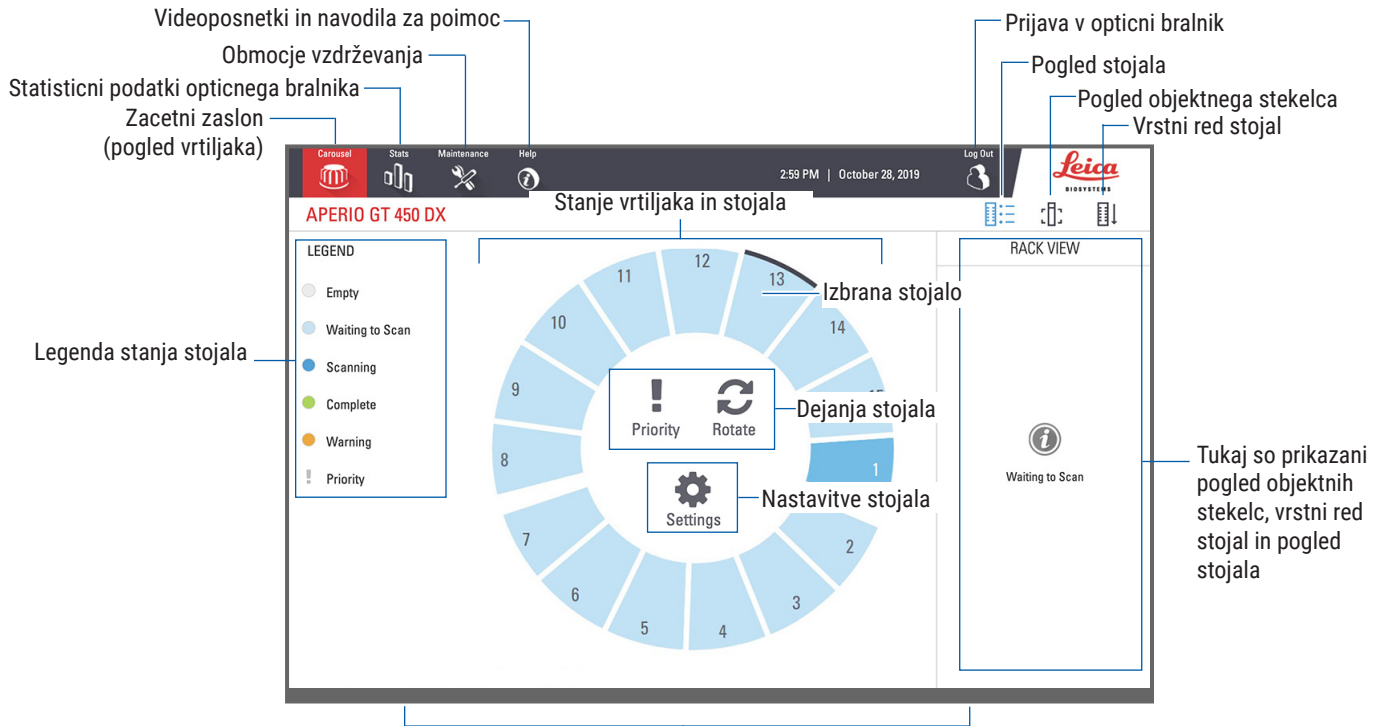 Videoposnetki in navodila za poimoc
Prijava v opticni bralnik
Obmocje vzdrževanja
Pogled stojala
Statisticni podatki opticnega bralnika
Pogled objektnega stekelca
Zacetni zaslon
(pogled vrtiljaka)
Vrstni red stojal
Carousel
Stats
Maintenance
Help
2:59 PM | October 28, 2019
Log Out
Leica
BIOSYSTEMS
APERIO GT 450 DX
Stanje vrtiljaka in stojala
LEGEND
Empty
Waiting to Scan
Scanning
Complete
Warning
Priority
Legenda stanja stojala
RACK VIEW
12
11
13
Izbrana stojalo
10
14
9
Priority
Rotate
Dejanja stojala
8
1
Settings
Nastavitve stojala
7
2
6
3
5
4
Waiting to Scan
Tukaj so prikazani
pogled objektnih
stekelc, vrstni red
stojal in pogled
stojala